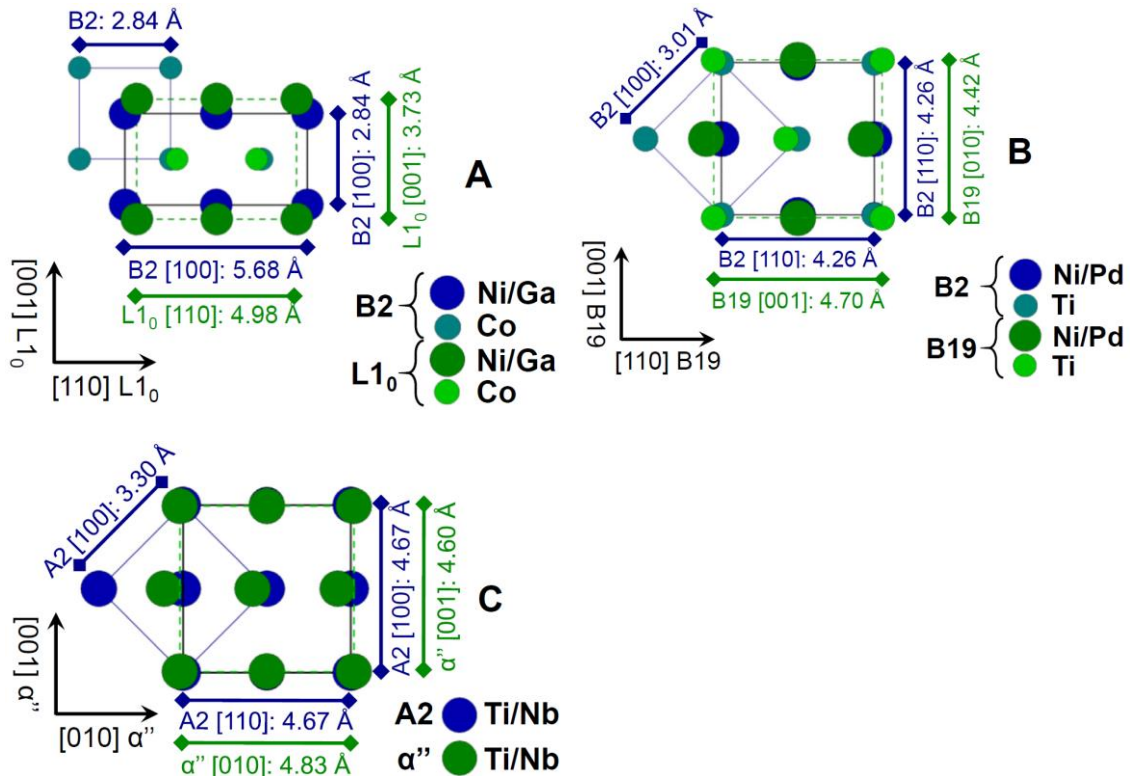 B2: 2.84 Å
B2 [100]: 2.84 Å
L1₀ [001]: 3.73 Å
A
B2 [100]: 5.68 Å
L1₀ [110]: 4.98 Å
[001] L1₀
[110] L1₀
B2
Ni/Ga
Co
L1₀
Ni/Ga
Co
B2 [100]: 3.01 Å
B2 [110]: 4.26 Å
B19 [010]: 4.42 Å
B
B2 [110]: 4.26 Å
B19 [001]: 4.70 Å
[001] B19
[110] B19
B2
Ni/Pd
Ti
B19
Ni/Pd
Ti
A2 [100]: 3.30 Å
A2 [100]: 4.67 Å
α'' [001]: 4.60 Å
C
[001] α''
[010] α''
A2 [110]: 4.67 Å
α'' [010]: 4.83 Å
A2 Ti/Nb
α'' Ti/Nb